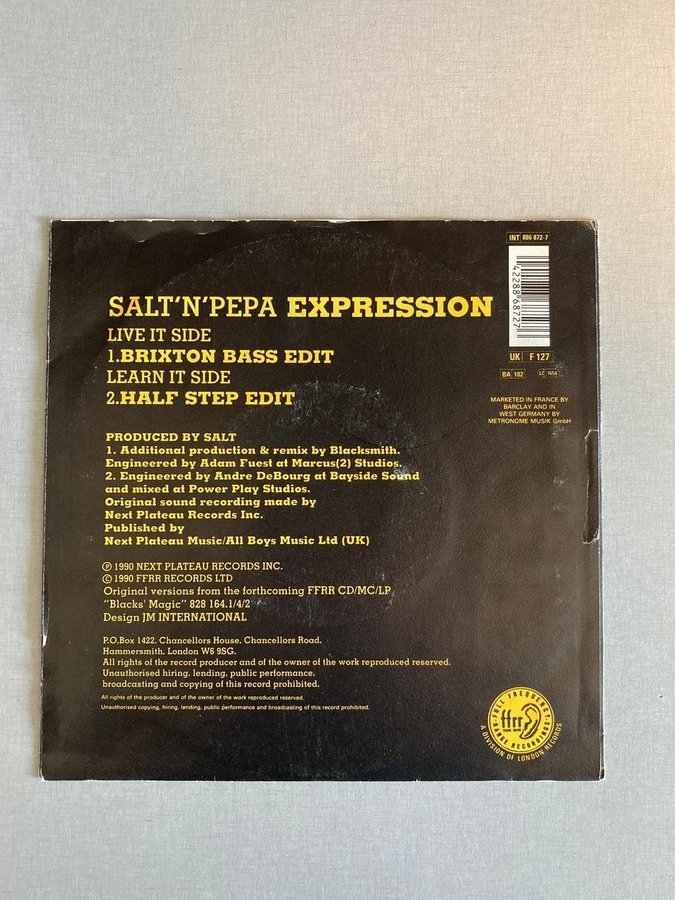 INT 886 872-7
42288 68727
UK F 127
BA 102
MARKETED IN FRANCE BY
BARCLAY AND IN
WEST GERMANY BY
METRONOME MUSIK GmbH
SALT'N'PEPA EXPRESSION
LIVE IT SIDE
1.BRIXTON BASS EDIT
LEARN IT SIDE
2.HALF STEP EDIT
PRODUCED BY SALT
1. Additional production & remix by Blacksmith.
Engineered by Adam Fuest at Marcus(2) Studios.
2. Engineered by Andre DeBourg at Bayside Sound
and mixed at Power Play Studios.
Original sound recording made by
Next Plateau Records Inc.
Published by
Next Plateau Music/All Boys Music Ltd (UK)
℗ 1990 NEXT PLATEAU RECORDS INC.
© 1990 FFRR RECORDS LTD
Original versions from the forthcoming FFRR CD/MC/LP
"Blacks' Magic" 828 164.1/4/2
Design JM INTERNATIONAL
P.O.Box 1422, Chancellors House, Chancellors Road,
Hammersmith, London W6 9SG.
All rights of the record producer and of the owner of the work reproduced reserved.
Unauthorised hiring, lending, public performance,
broadcasting and copying of this record prohibited.
All rights of the producer and of the owner of the work reproduced reserved.
Unauthorised copying, hiring, lending, public performance and broadcasting of this record prohibited.
FULL FREQUENCY
ffrr
RANGE RECORDINGS
A DIVISION OF LONDON RECORDS